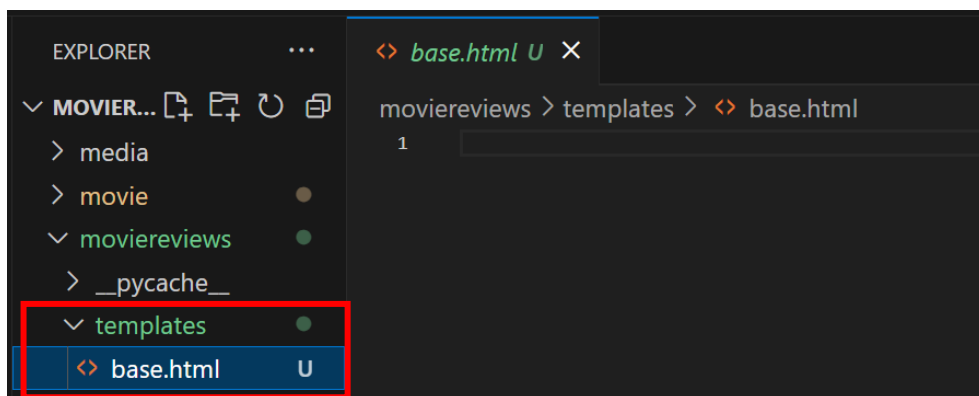 EXPLORER ...
MOVIER...
media
movie
moviereviews
__pycache__
templates
base.html U
base.html U
moviereviews > templates > base.html
1